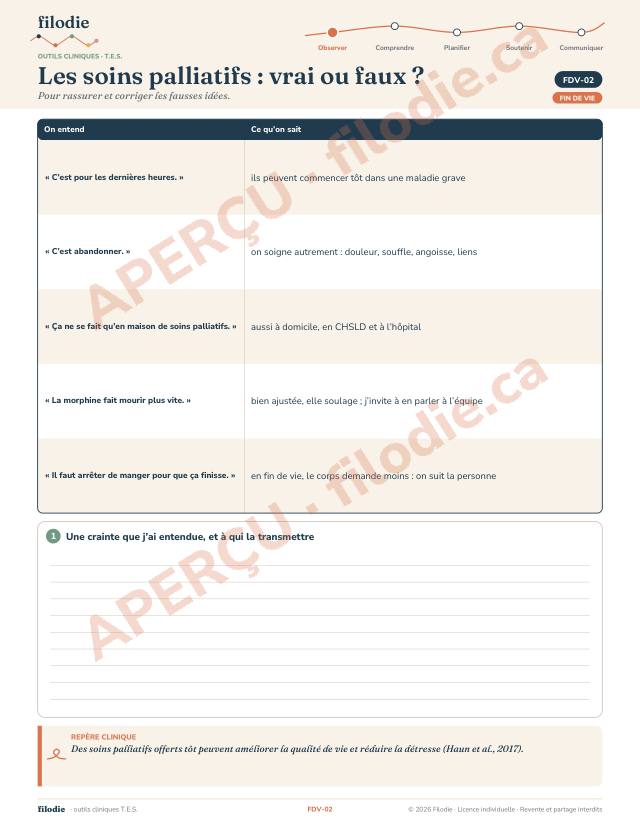 filodie
OUTILS CLINIQUES · T.E.S.
Observer
Comprendre
Planifier
Soutenir
Communiquer
Les soins palliatifs : vrai ou faux ?
Pour rassurer et corriger les fausses idées.
FDV-02
FIN DE VIE
On entend
Ce qu'on sait
« C'est pour les dernières heures. »
ils peuvent commencer tôt dans une maladie grave
« C'est abandonner. »
on soigne autrement : douleur, souffle, angoisse, liens
« Ça ne se fait qu'en maison de soins palliatifs. »
aussi à domicile, en CHSLD et à l'hôpital
« La morphine fait mourir plus vite. »
bien ajustée, elle soulage ; j'invite à en parler à l'équipe
« Il faut arrêter de manger pour que ça finisse. »
en fin de vie, le corps demande moins : on suit la personne
APERÇU · filodie.ca
APERÇU · filodie.ca
1 Une crainte que j'ai entendue, et à qui la transmettre
REPÈRE CLINIQUE
Des soins palliatifs offerts tôt peuvent améliorer la qualité de vie et réduire la détresse (Haun et al., 2017).
filodie · outils cliniques T.E.S.
FDV-02
© 2026 Filodie · Licence individuelle · Revente et partage interdits